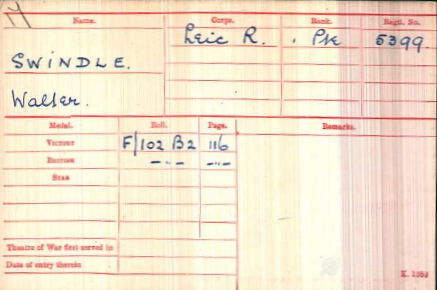 Name. Corps. Rank. Regtl. No.
SWINDLE. Leic R. . Pte 5399
Walter.
Medal. Roll. Page. Remarks.
VICTORY F/102 B2 116
BRITISH —"— —"—
STAR
Theatre of War first served in
Date of entry therein